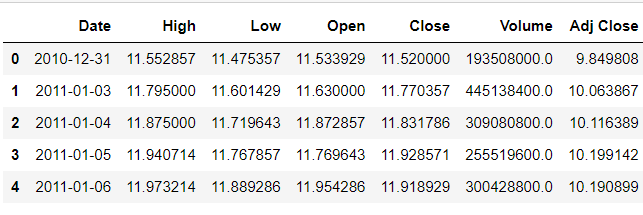 Date High Low Open Close Volume Adj Close
0 2010-12-31 11.552857 11.475357 11.533929 11.520000 193508000.0 9.849808
1 2011-01-03 11.795000 11.601429 11.630000 11.770357 445138400.0 10.063867
2 2011-01-04 11.875000 11.719643 11.872857 11.831786 309080800.0 10.116389
3 2011-01-05 11.940714 11.767857 11.769643 11.928571 255519600.0 10.199142
4 2011-01-06 11.973214 11.889286 11.954286 11.918929 300428800.0 10.190899